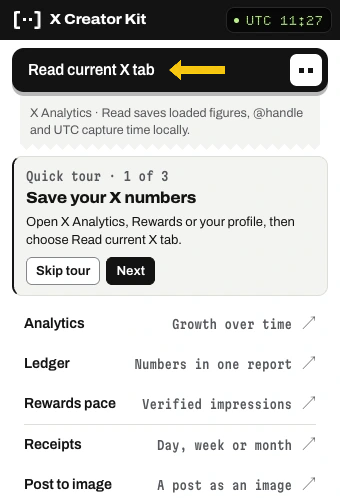 [··] X Creator Kit
UTC 11:27
Read current X tab
X Analytics · Read saves loaded figures, @handle
and UTC capture time locally.
Quick tour · 1 of 3
Save your X numbers
Open X Analytics, Rewards or your profile, then
choose Read current X tab.
Skip tour Next
Analytics Growth over time ↗
Ledger Numbers in one report ↗
Rewards pace Verified impressions ↗
Receipts Day, week or month ↗
Post to image A post as an image ↗